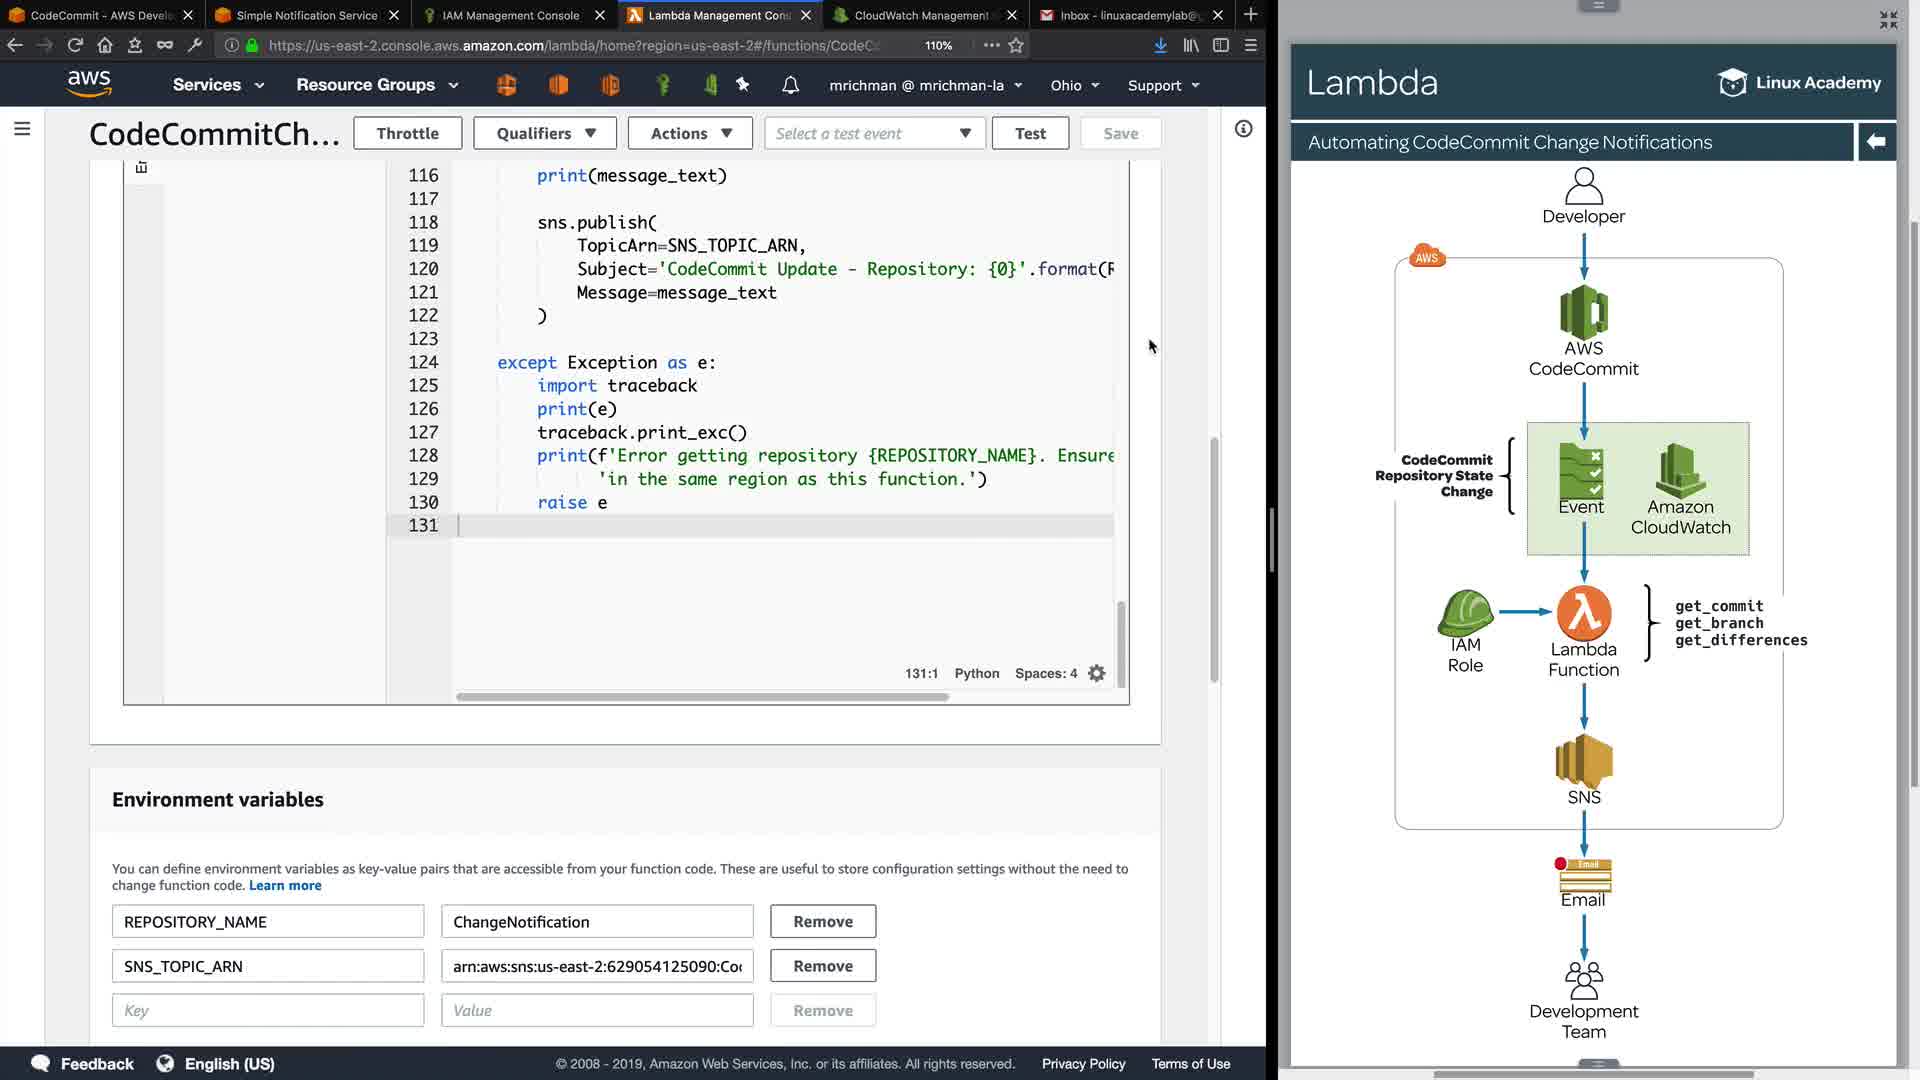 CodeCommit - AWS Develo
Simple Notification Service
IAM Management Console
Lambda Management Cons
CloudWatch Management
Inbox - linuxacademylab@g
https://us-east-2.console.aws.amazon.com/lambda/home?region=us-east-2#/functions/CodeCo
110%
aws
Services
Resource Groups
mrichman @ mrichman-la
Ohio
Support
CodeCommitCh...
Throttle
Qualifiers
Actions
Select a test event
Test
Save
116 print(message_text)
117
118 sns.publish(
119 TopicArn=SNS_TOPIC_ARN,
120 Subject='CodeCommit Update - Repository: {0}'.format(R
121 Message=message_text
122 )
123
124 except Exception as e:
125 import traceback
126 print(e)
127 traceback.print_exc()
128 print(f'Error getting repository {REPOSITORY_NAME}. Ensure
129 'in the same region as this function.')
130 raise e
131
131:1 Python Spaces: 4
Environment variables
You can define environment variables as key-value pairs that are accessible from your function code. These are useful to store configuration settings without the need to
change function code. Learn more
REPOSITORY_NAME
ChangeNotification
Remove
SNS_TOPIC_ARN
arn:aws:sns:us-east-2:629054125090:Co
Remove
Key
Value
Remove
Feedback
English (US)
© 2008 - 2019, Amazon Web Services, Inc. or its affiliates. All rights reserved.
Privacy Policy
Terms of Use
Lambda
Linux Academy
Automating CodeCommit Change Notifications
Developer
AWS
AWS
CodeCommit
CodeCommit
Repository State
Change
Event
Amazon
CloudWatch
IAM
Role
Lambda
Function
get_commit
get_branch
get_differences
SNS
Email
Email
Development
Team